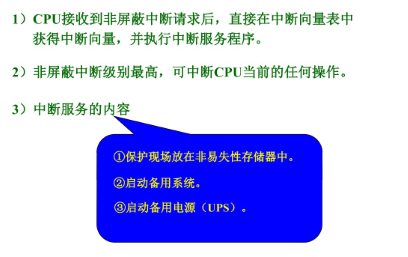 1）CPU接收到非屏蔽中断请求后，直接在中断向量表中
获得中断向量，并执行中断服务程序。
2）非屏蔽中断级别最高，可中断CPU当前的任何操作。
3）中断服务的内容
①保护现场放在非易失性存储器中。
②启动备用系统。
③启动备用电源（UPS）。